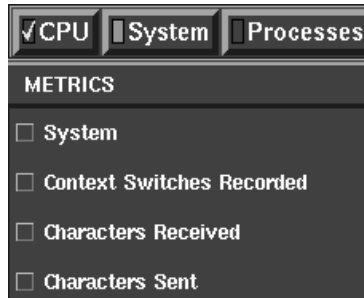 CPU System Processes
METRICS
System
Context Switches Recorded
Characters Received
Characters Sent